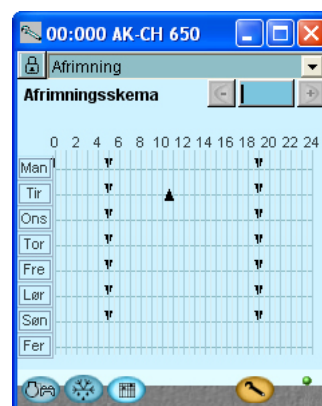 00:000 AK-CH 650
Afrimning
Afrimningsskema
0 2 4 6 8 10 12 14 16 18 20 22 24
Man
Tir
Ons
Tor
Fre
Lør
Søn
Fer